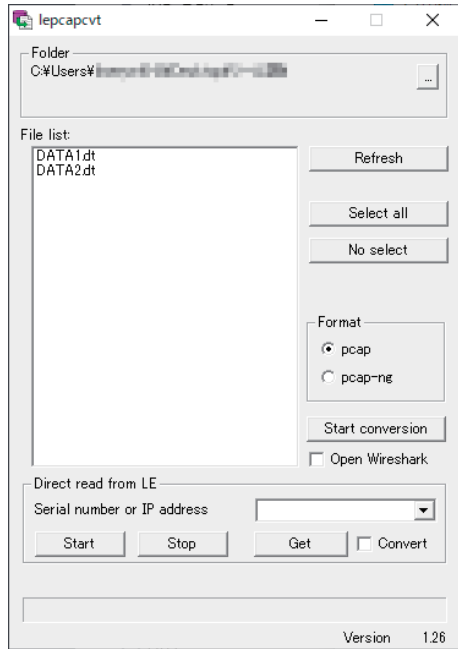 lepcapcvt
Folder
C:¥Users¥
...
File list:
DATA1.dt
DATA2.dt
Refresh
Select all
No select
Format
pcap
pcap-ng
Start conversion
Open Wireshark
Direct read from LE
Serial number or IP address
Start Stop Get Convert
Version 1.26